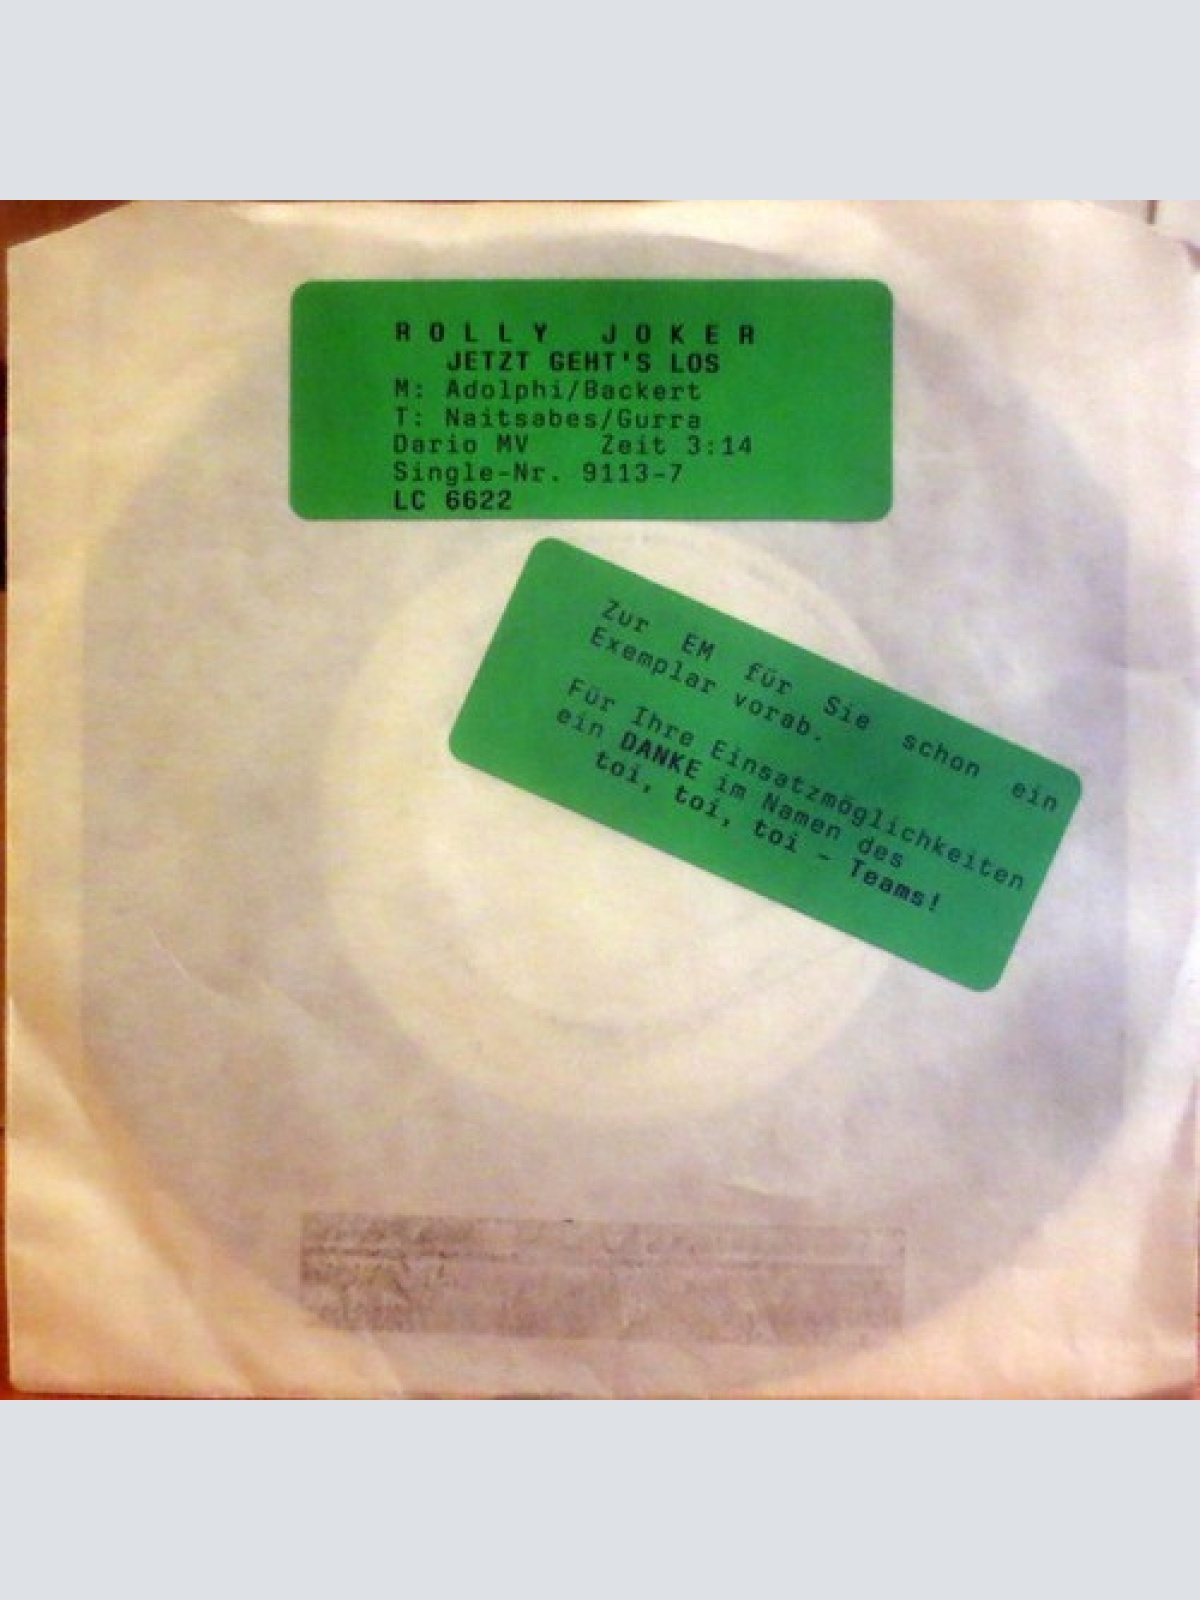 ROLLY JOKER
JETZT GEHT'S LOS
M: Adolphi/Backert
T: Naitsabes/Gurra
Dario MV Zeit 3:14
Single-Nr. 9113-7
LC 6622
Zur EM für Sie schon ein
Exemplar vorab.
Für Ihre Einsatzmöglichkeiten
ein DANKE im Namen des
toi, toi, toi - Teams!